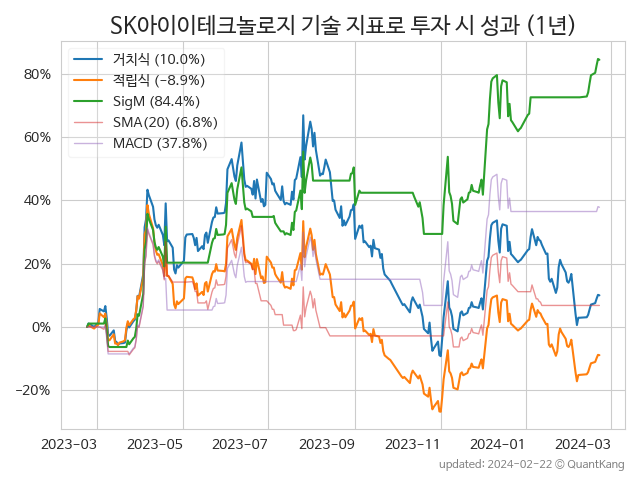 SK아이이테크놀로지 기술 지표로 투자 시 성과 (1년)
거치식 (10.0%)
적립식 (−8.9%)
SigM (84.4%)
SMA(20) (6.8%)
MACD (37.8%)
80%
60%
40%
20%
0%
−20%
2023-03 2023-05 2023-07 2023-09 2023-11 2024-01 2024-03
updated: 2024-02-22 © QuantKang